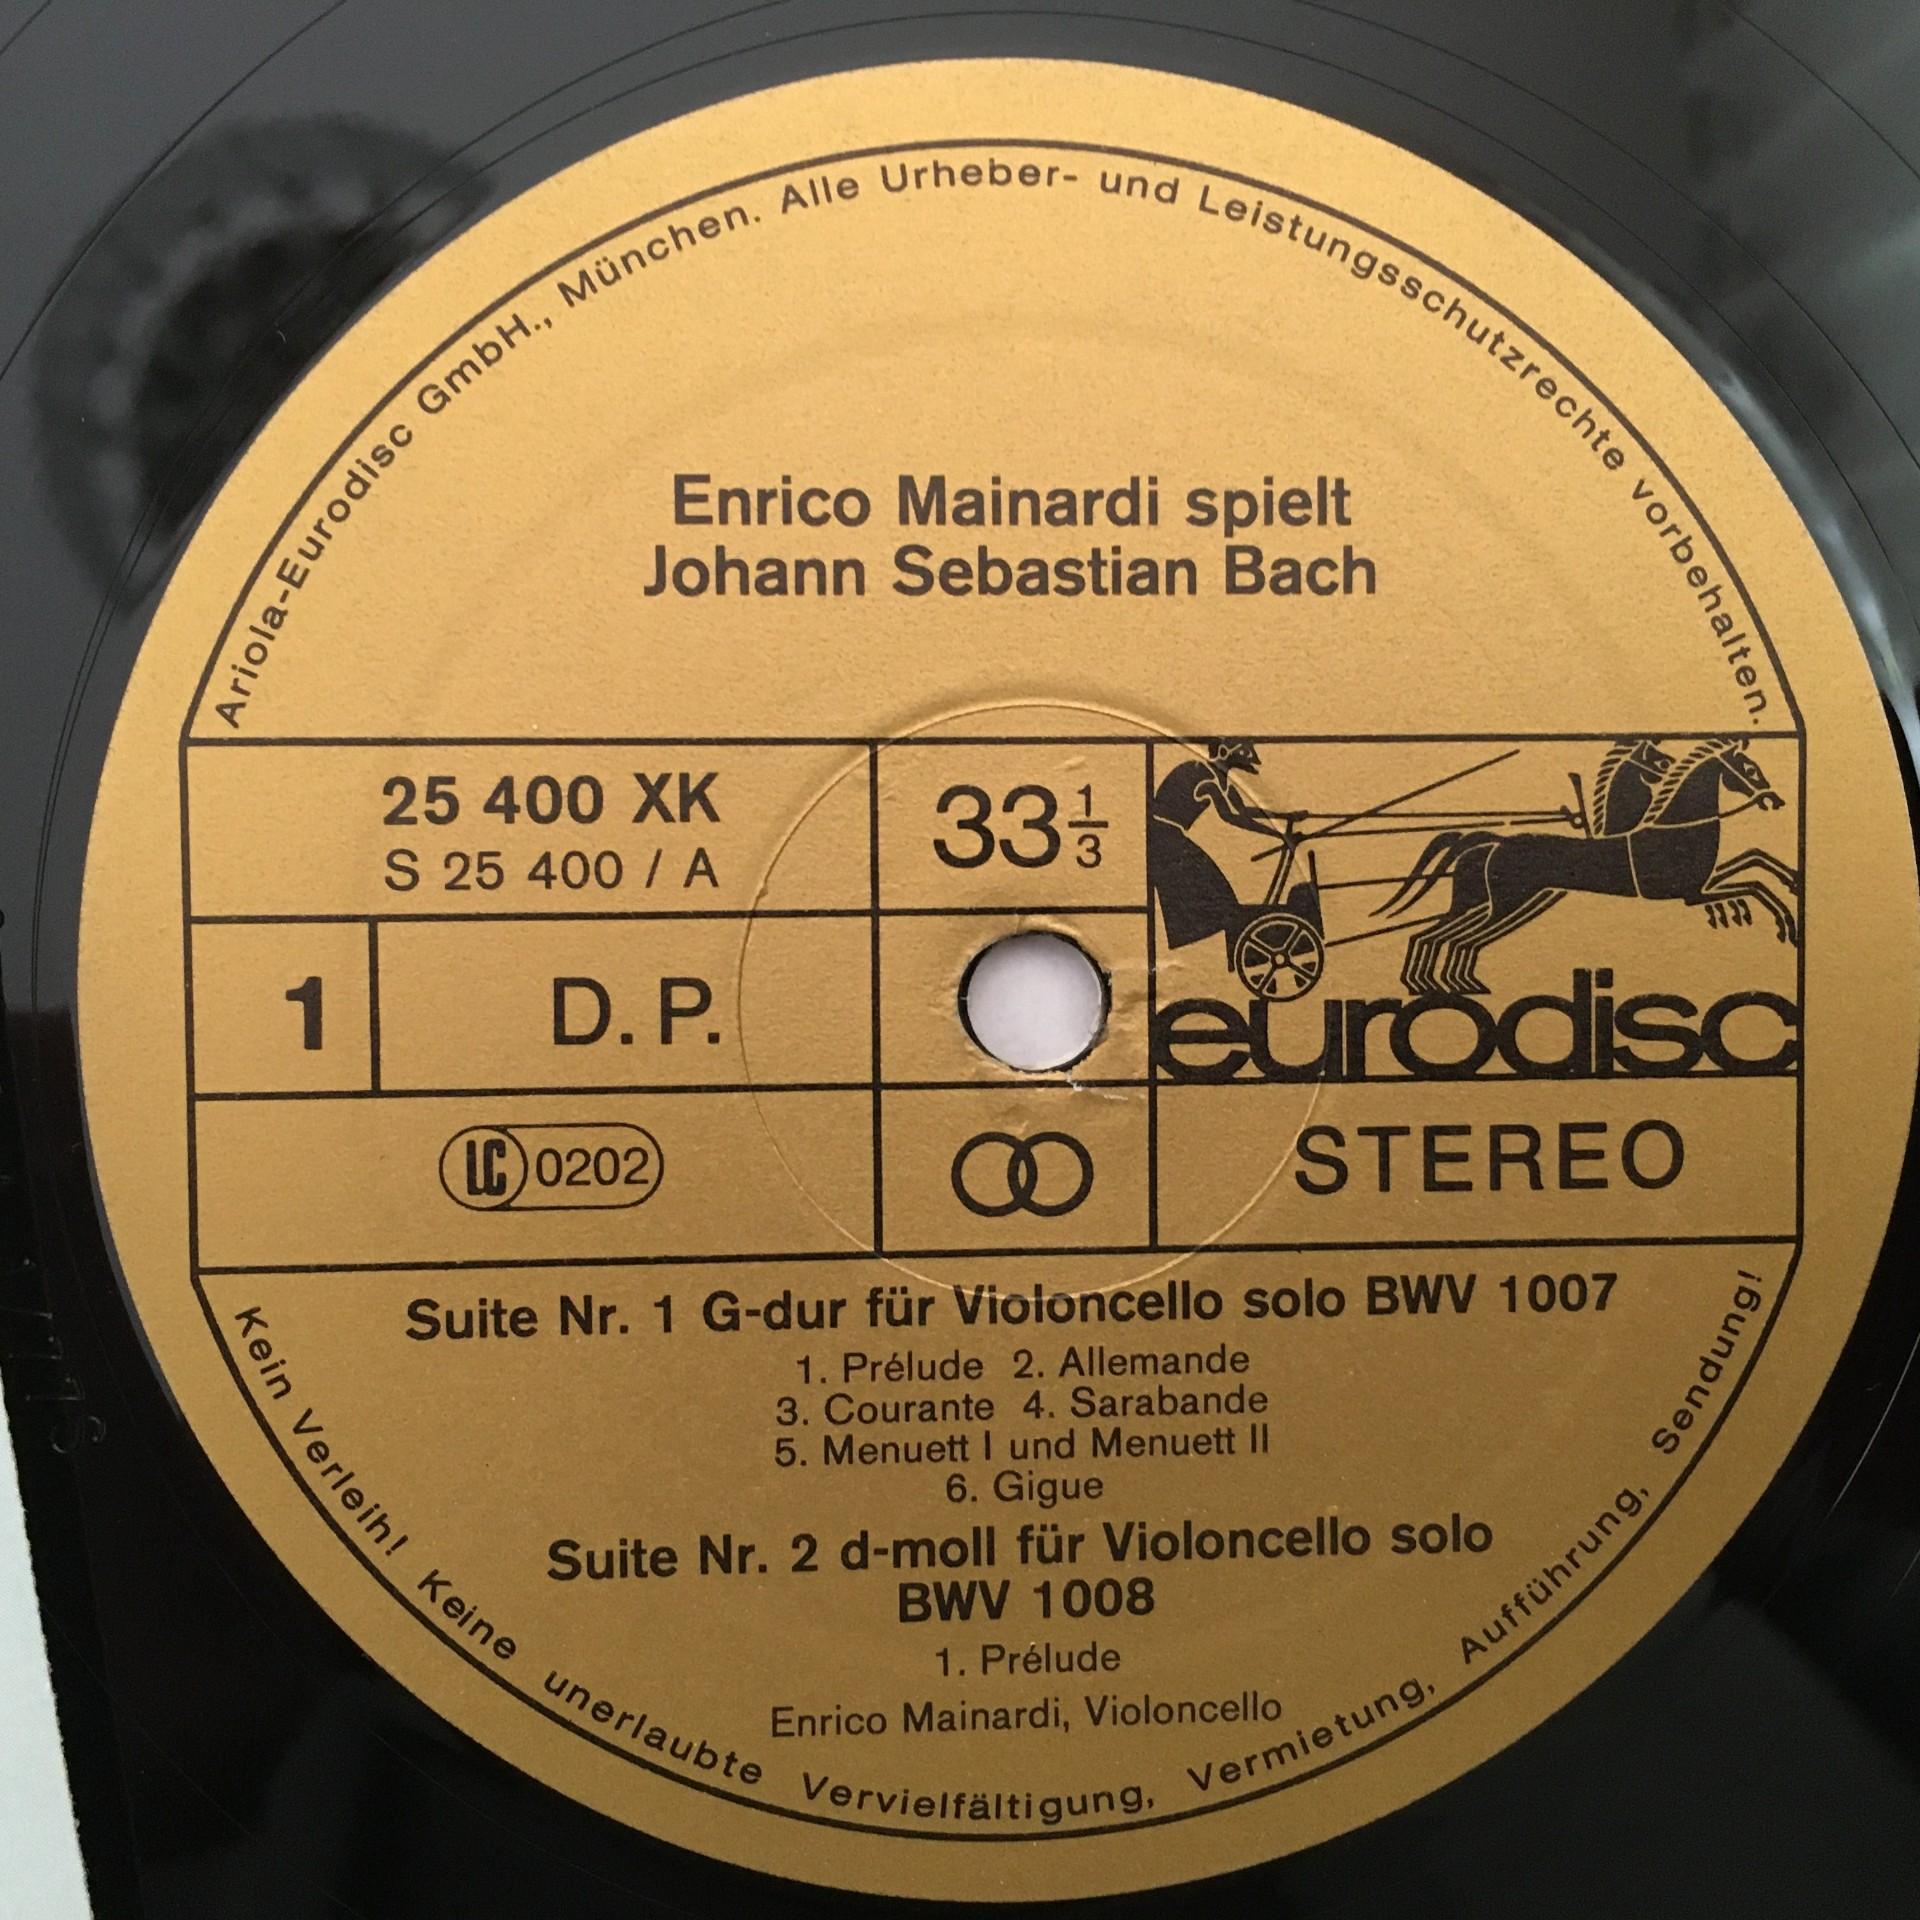 Ariola-Eurodisc GmbH., München. Alle Urheber- und Leistungsschutzrechte vorbehalten.
Enrico Mainardi spielt
Johann Sebastian Bach
25 400 XK
S 25 400 / A
33 1/3
1
D. P.
eurodisc
LC 0202
STEREO
Suite Nr. 1 G-dur für Violoncello solo BWV 1007
1. Prélude 2. Allemande
3. Courante 4. Sarabande
5. Menuett I und Menuett II
6. Gigue
Suite Nr. 2 d-moll für Violoncello solo
BWV 1008
1. Prélude
Enrico Mainardi, Violoncello
Kein Verleih! Keine unerlaubte Vervielfältigung, Vermietung, Aufführung, Sendung!